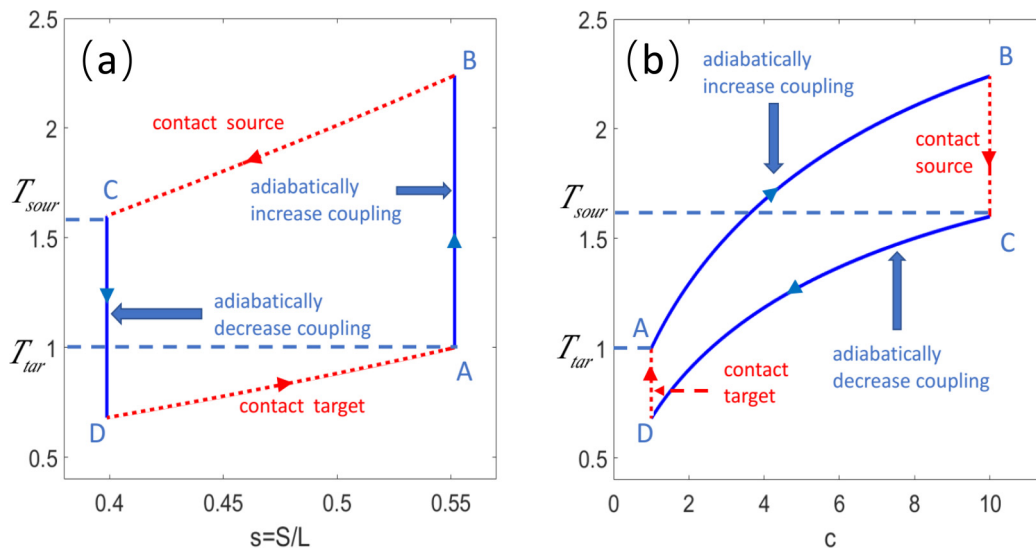 (a)
2.5
B
contact source
2
C
adiabatically
increase coupling
T_sour
1.5
adiabatically
decrease coupling
T_tar
1
A
contact target
D
0.5
0.4
0.45
0.5
0.55
s=S/L
(b)
2.5
B
adiabatically
increase coupling
2
contact
source
T_sour
1.5
C
A
T_tar
1
contact
target
adiabatically
decrease coupling
D
0.5
0
2
4
6
8
10
c